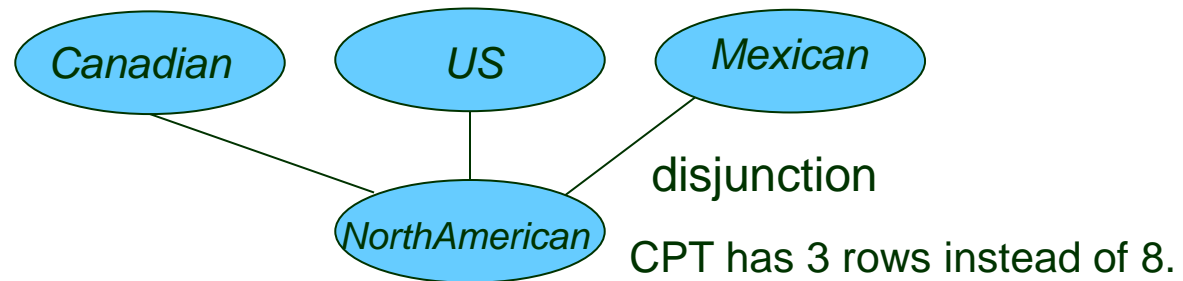 Canadian
US
Mexican
disjunction
NorthAmerican
CPT has 3 rows instead of 8.